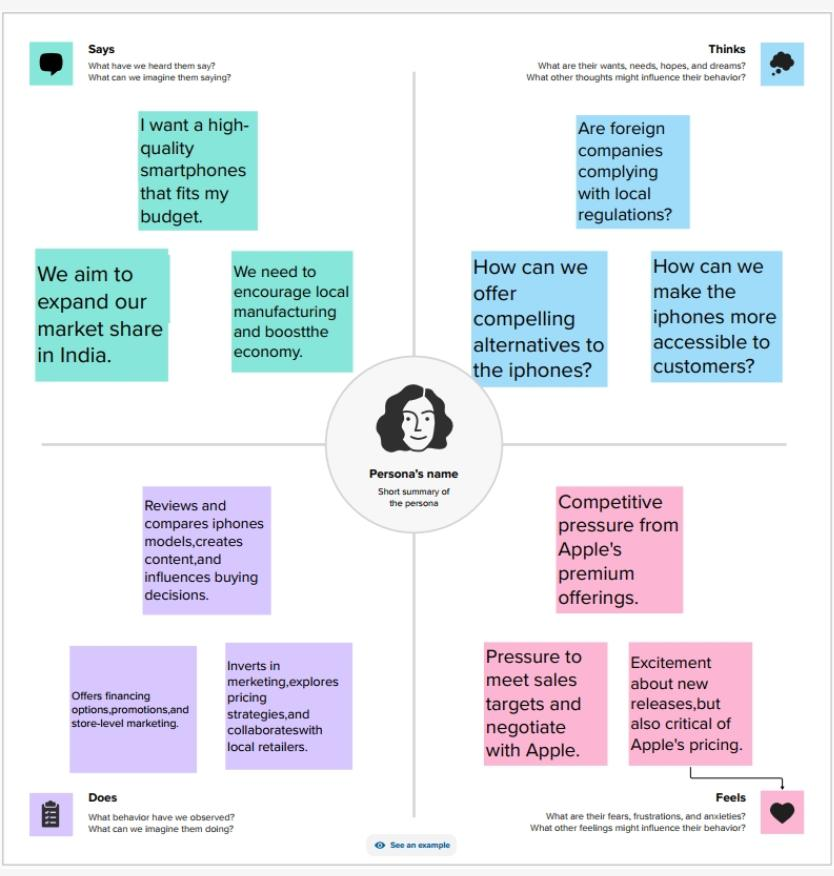 Says
What have we heard them say?
What can we imagine them saying?
Thinks
What are their wants, needs, hopes, and dreams?
What other thoughts might influence their behavior?
I want a high-
quality
smartphones
that fits my
budget.
We aim to
expand our
market share
in India.
We need to
encourage local
manufacturing
and boostthe
economy.
Are foreign
companies
complying
with local
regulations?
How can we
offer
compelling
alternatives to
the iphones?
How can we
make the
iphones more
accessible to
customers?
Persona's name
Short summary of
the persona
Reviews and
compares iphones
models,creates
content,and
influences buying
decisions.
Offers financing
options,promotions,and
store-level marketing.
Inverts in
merketing,explores
pricing
strategies,and
collaborateswith
local retailers.
Competitive
pressure from
Apple's
premium
offerings.
Pressure to
meet sales
targets and
negotiate
with Apple.
Excitement
about new
releases,but
also critical of
Apple's pricing.
Does
What behavior have we observed?
What can we imagine them doing?
Feels
What are their fears, frustrations, and anxieties?
What other feelings might influence their behavior?
See an example